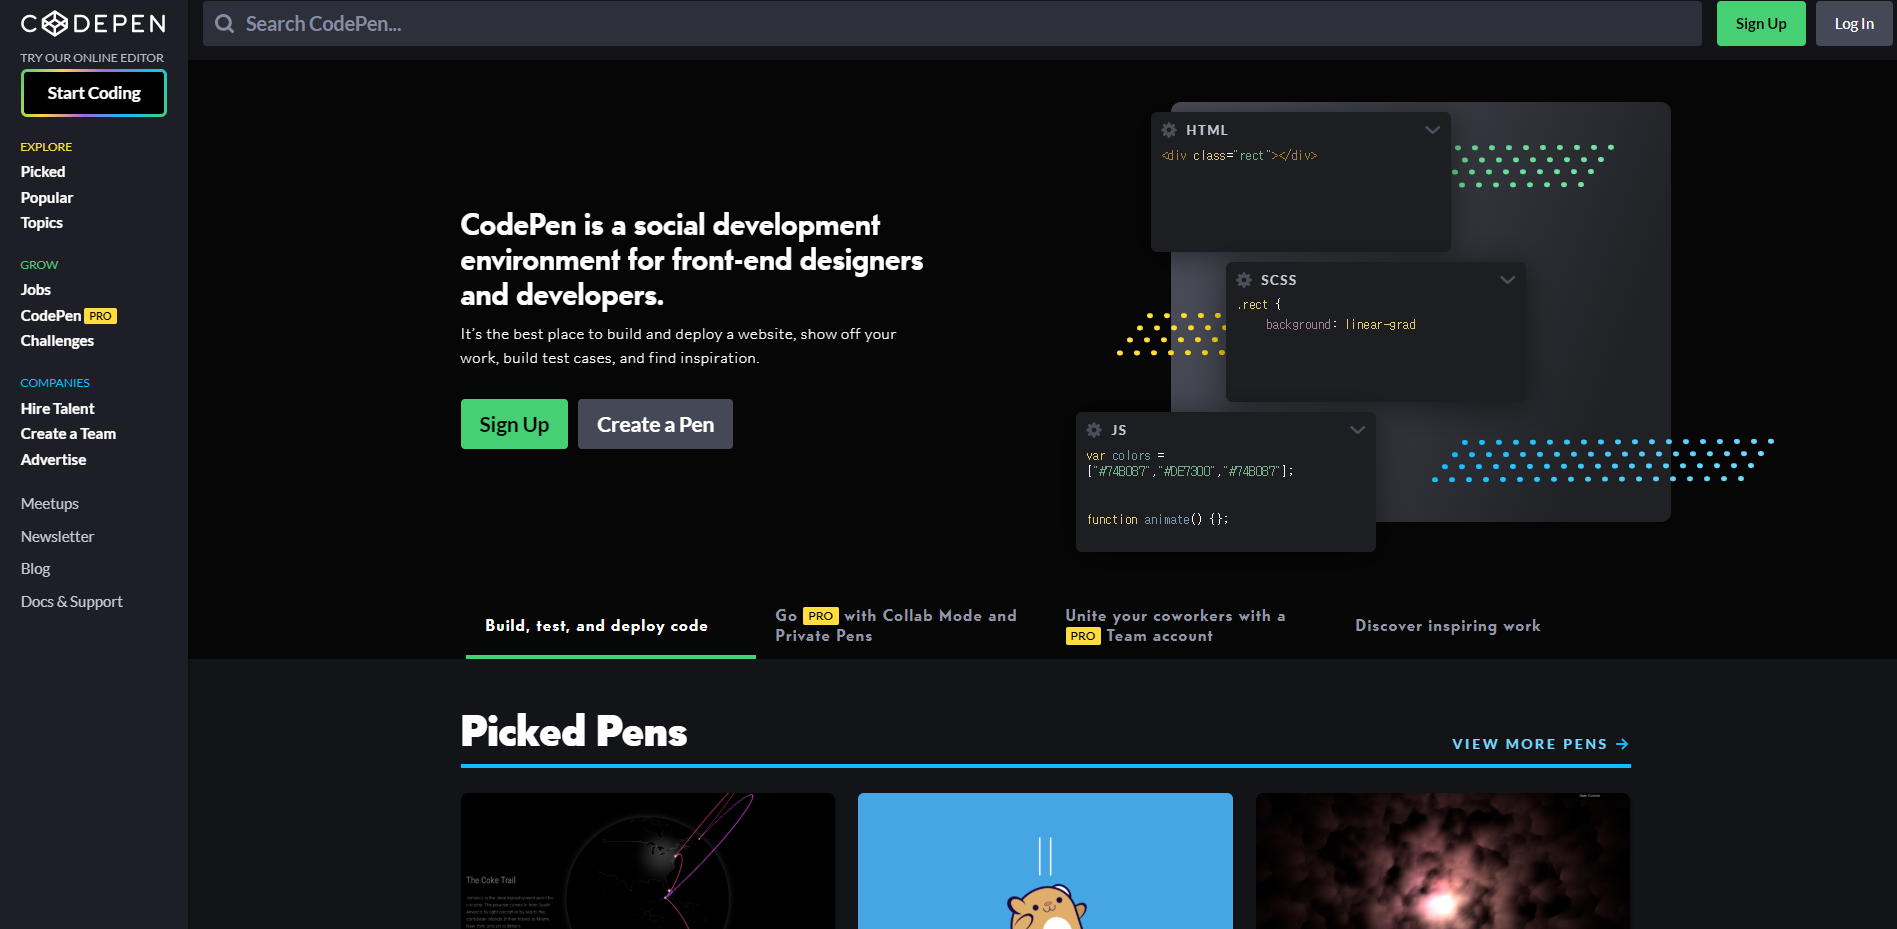 CODEPEN
TRY OUR ONLINE EDITOR
Start Coding
EXPLORE
Picked
Popular
Topics
GROW
Jobs
CodePen PRO
Challenges
COMPANIES
Hire Talent
Create a Team
Advertise
Meetups
Newsletter
Blog
Docs & Support
Search CodePen...
Sign Up
Log In
CodePen is a social development
environment for front-end designers
and developers.
It’s the best place to build and deploy a website, show off your
work, build test cases, and find inspiration.
Sign Up
Create a Pen
HTML
<div class="rect"></div>
SCSS
.rect {
background: linear-grad
JS
var colors =
["#74B087","#DE7300","#74B087"];
function animate() {};
Build, test, and deploy code
Go PRO with Collab Mode and
Private Pens
Unite your coworkers with a
PRO Team account
Discover inspiring work
Picked Pens
VIEW MORE PENS →
The Coke Trail